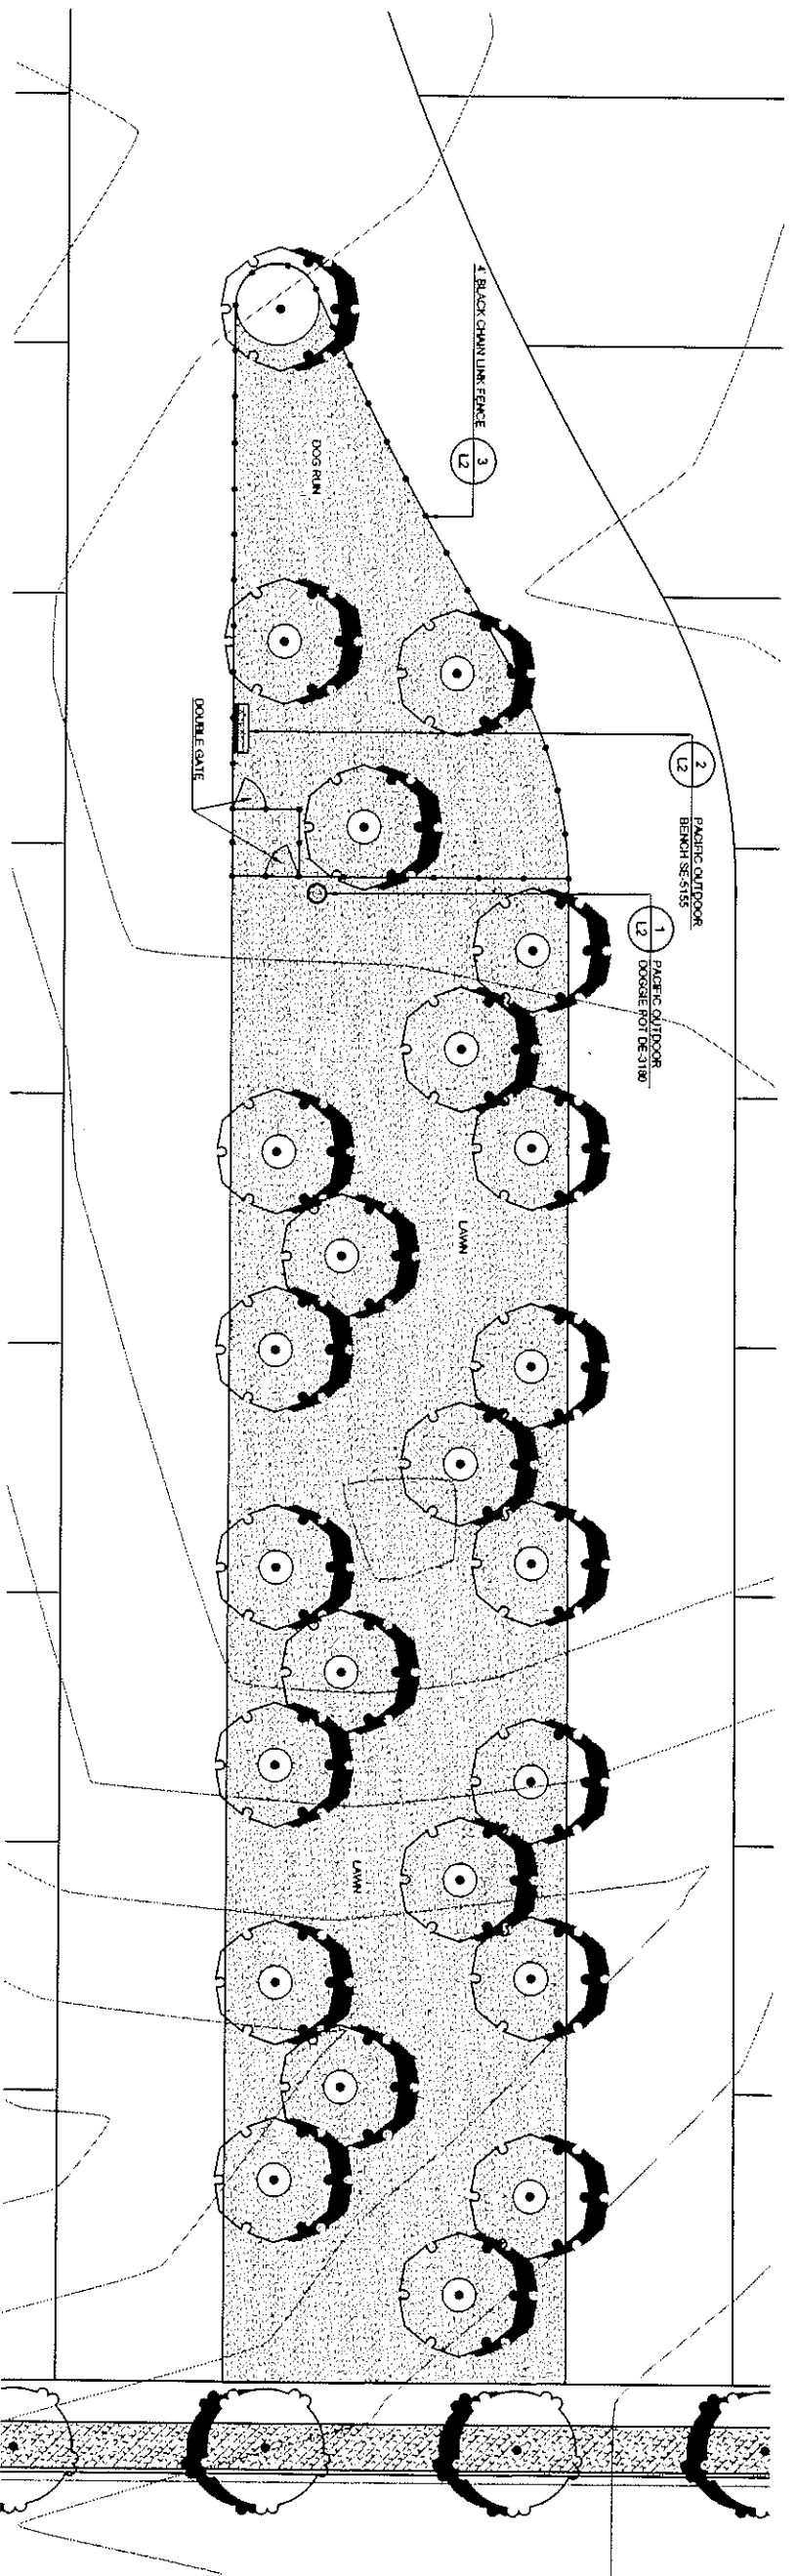 4' BLACK CHAIN LINK FENCE
3
L2
DOG RUN
DOUBLE GATE
2
L2
PACIFIC OUTDOOR
BENCH SE-5155
1
L2
PACIFIC OUTDOOR
DOGGIE POT DE-3180
LAWN
LAWN